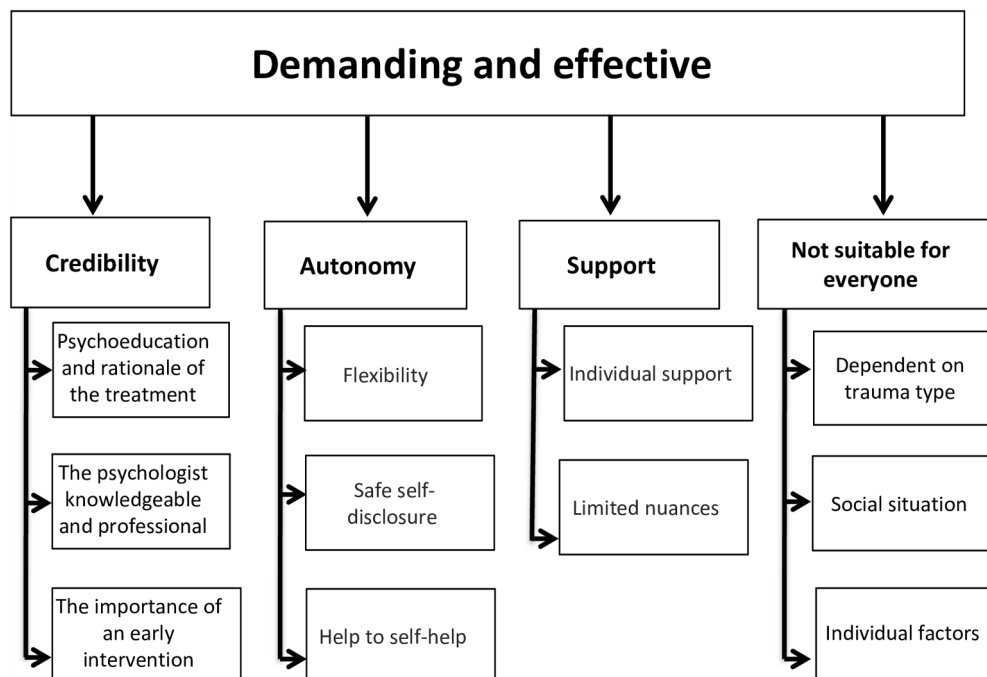 Demanding and effective
Credibility
Psychoeducation
and rationale of
the treatment
The psychologist
knowledgeable
and professional
The importance of
an early
intervention
Autonomy
Flexibility
Safe self-
disclosure
Help to self-help
Support
Individual support
Limited nuances
Not suitable for
everyone
Dependent on
trauma type
Social situation
Individual factors